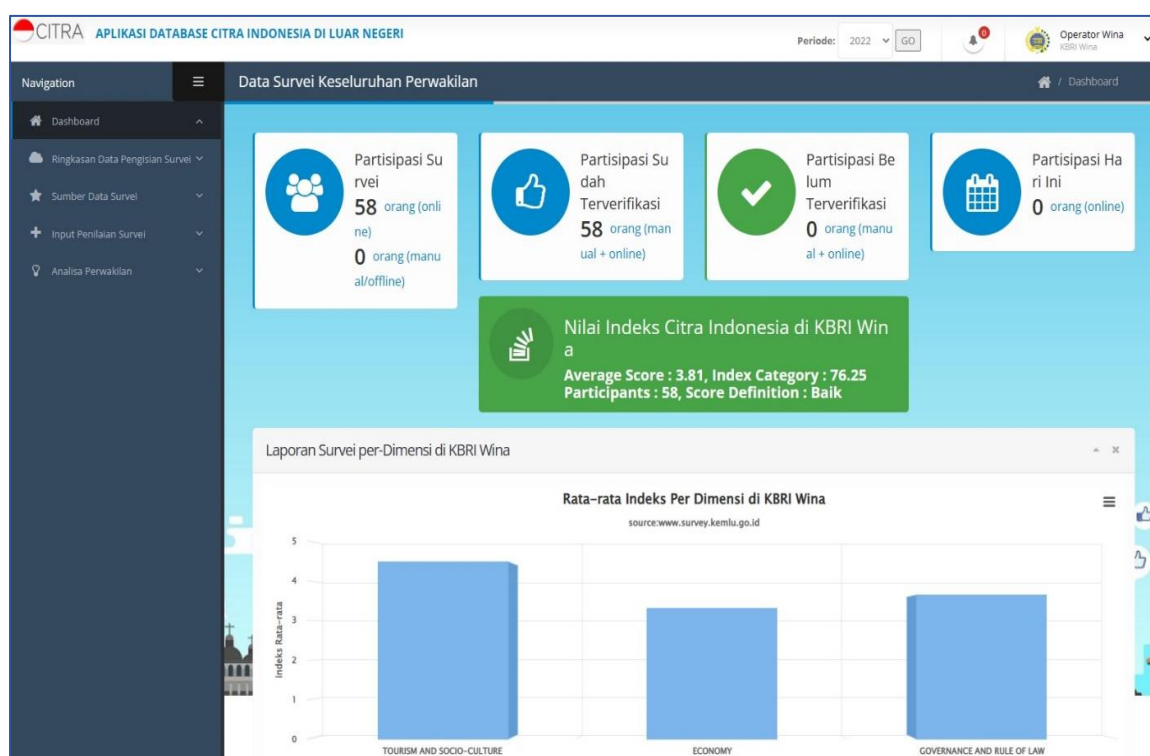 CITRA APLIKASI DATABASE CITRA INDONESIA DI LUAR NEGERI
Periode: 2022 GO
0
Operator Wina
KBRI Wina
Navigation
Data Survei Keseluruhan Perwakilan
/ Dashboard
Dashboard
Ringkasan Data Pengisian Survei
Sumber Data Survei
Input Penilaian Survei
Analisa Perwakilan
Partisipasi Su
rvei
58 orang (onli
ne)
0 orang (manu
al/offline)
Partisipasi Su
dah
Terverifikasi
58 orang (man
ual + online)
Partisipasi Be
lum
Terverifikasi
0 orang (manu
al + online)
Partisipasi Ha
ri Ini
0 orang (online)
Nilai Indeks Citra Indonesia di KBRI Win
a
Average Score : 3.81, Index Category : 76.25
Participants : 58, Score Definition : Baik
Laporan Survei per-Dimensi di KBRI Wina
Rata-rata Indeks Per Dimensi di KBRI Wina
source:www.survey.kemlu.go.id
Indeks Rata-rata
5
4
3
2
1
0
TOURISM AND SOCIO-CULTURE
ECONOMY
GOVERNANCE AND RULE OF LAW